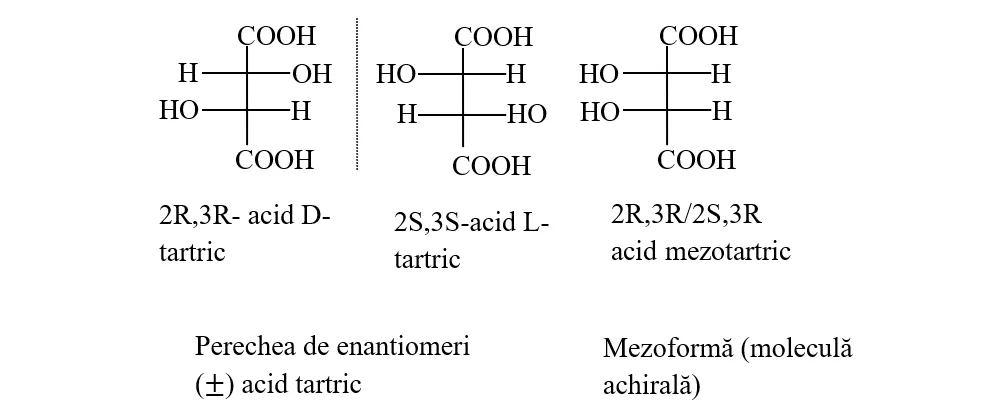 COOH COOH COOH
H OH HO H HO H
HO H H HO HO H
COOH COOH COOH
2R,3R- acid D-
tartric
2S,3S-acid L-
tartric
2R,3R/2S,3R
acid mezotartric
Perechea de enantiomeri
(±) acid tartric
Mezoformă (moleculă
achirală)